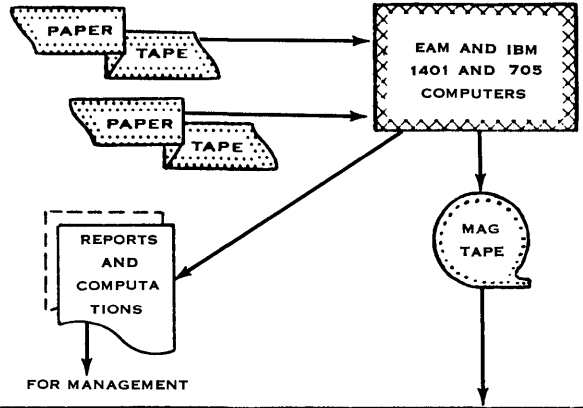 PAPER
TAPE
EAM AND IBM
1401 AND 705
COMPUTERS
PAPER
TAPE
REPORTS
AND
COMPUTA
TIONS
MAG
TAPE
FOR MANAGEMENT